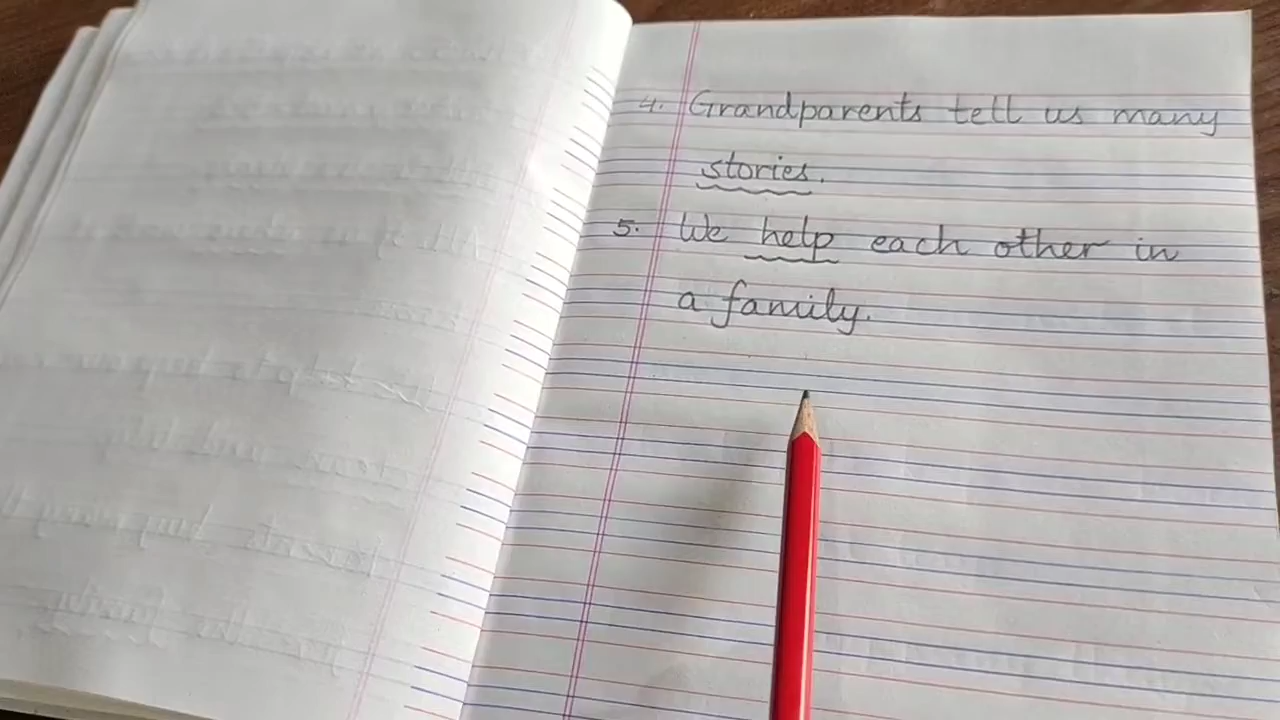 4. Grandparents tell us many
stories.
5. We help each other in
a family.